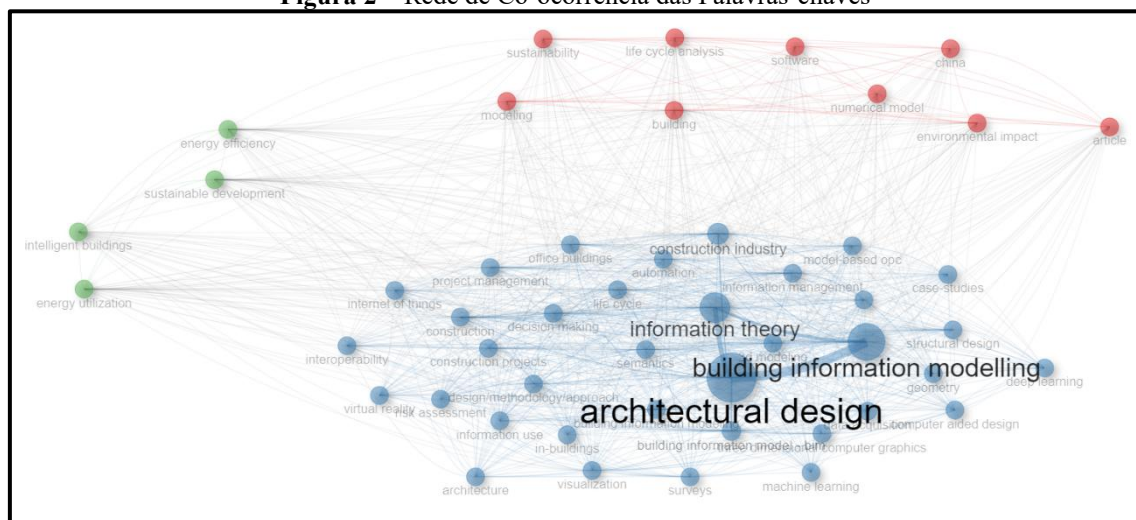 Figura 2 – Rede de Co-ocorrência das Palavras-chaves
sustainability
life cycle analysis
software
china
modeling
building
numerical model
environmental impact
article
energy efficiency
sustainable development
intelligent buildings
energy utilization
construction industry
office buildings
automation
model-based opc
project management
information management
case-studies
internet of things
life cycle
construction
decision making
information theory
structural design
interoperability
construction projects
semantics
modeling
building information modelling
geometry
deep learning
virtual reality
risk assessment
design/methodology/approach
architectural design
computer aided design
information use
in-buildings
building information model - bim
computer graphics
architecture
visualization
surveys
machine learning